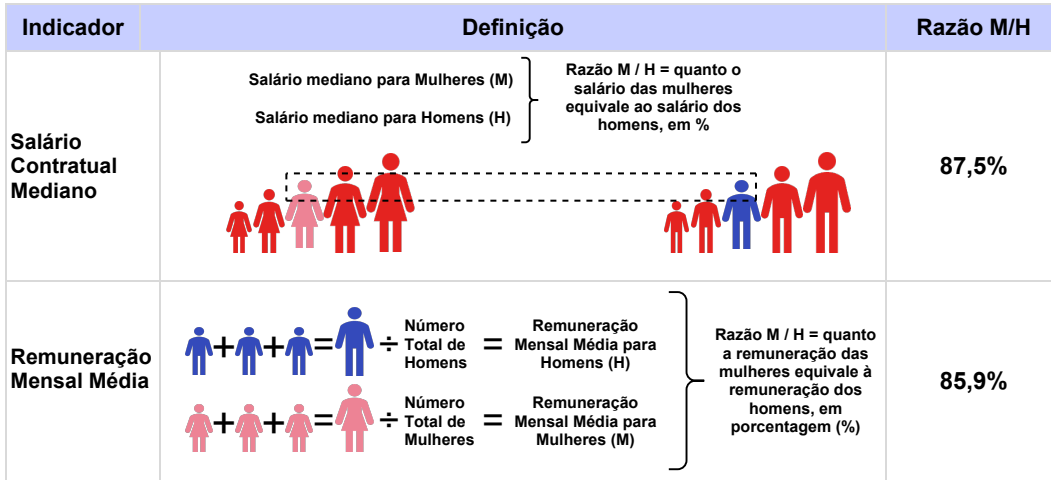 Indicador
Definição
Razão M/H
Salário
Contratual
Mediano
Salário mediano para Mulheres (M)
Salário mediano para Homens (H)
Razão M / H = quanto o
salário das mulheres
equivale ao salário dos
homens, em %
87,5%
Remuneração
Mensal Média
+ + = ÷
Número
Total de
Homens
=
Remuneração
Mensal Média para
Homens (H)
+ + = ÷
Número
Total de
Mulheres
=
Remuneração
Mensal Média para
Mulheres (M)
Razão M / H = quanto
a remuneração das
mulheres equivale à
remuneração dos
homens, em
porcentagem (%)
85,9%